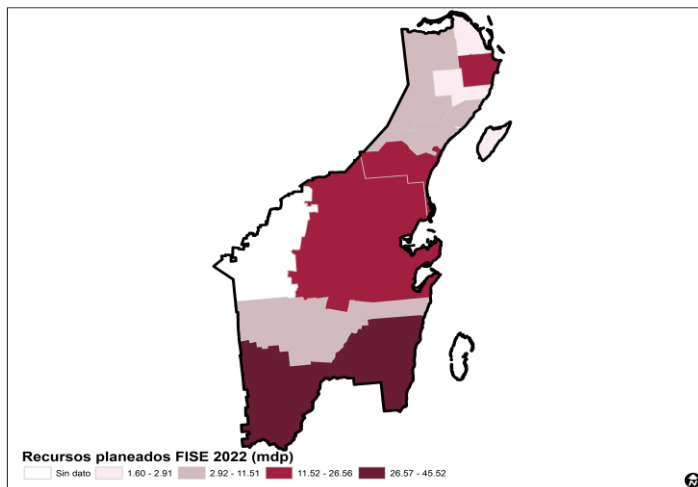 Recursos planeados FISE 2022 (mdp)
Sin dato 1.60 - 2.91 2.92 - 11.51 11.52 - 26.56 26.57 - 45.52